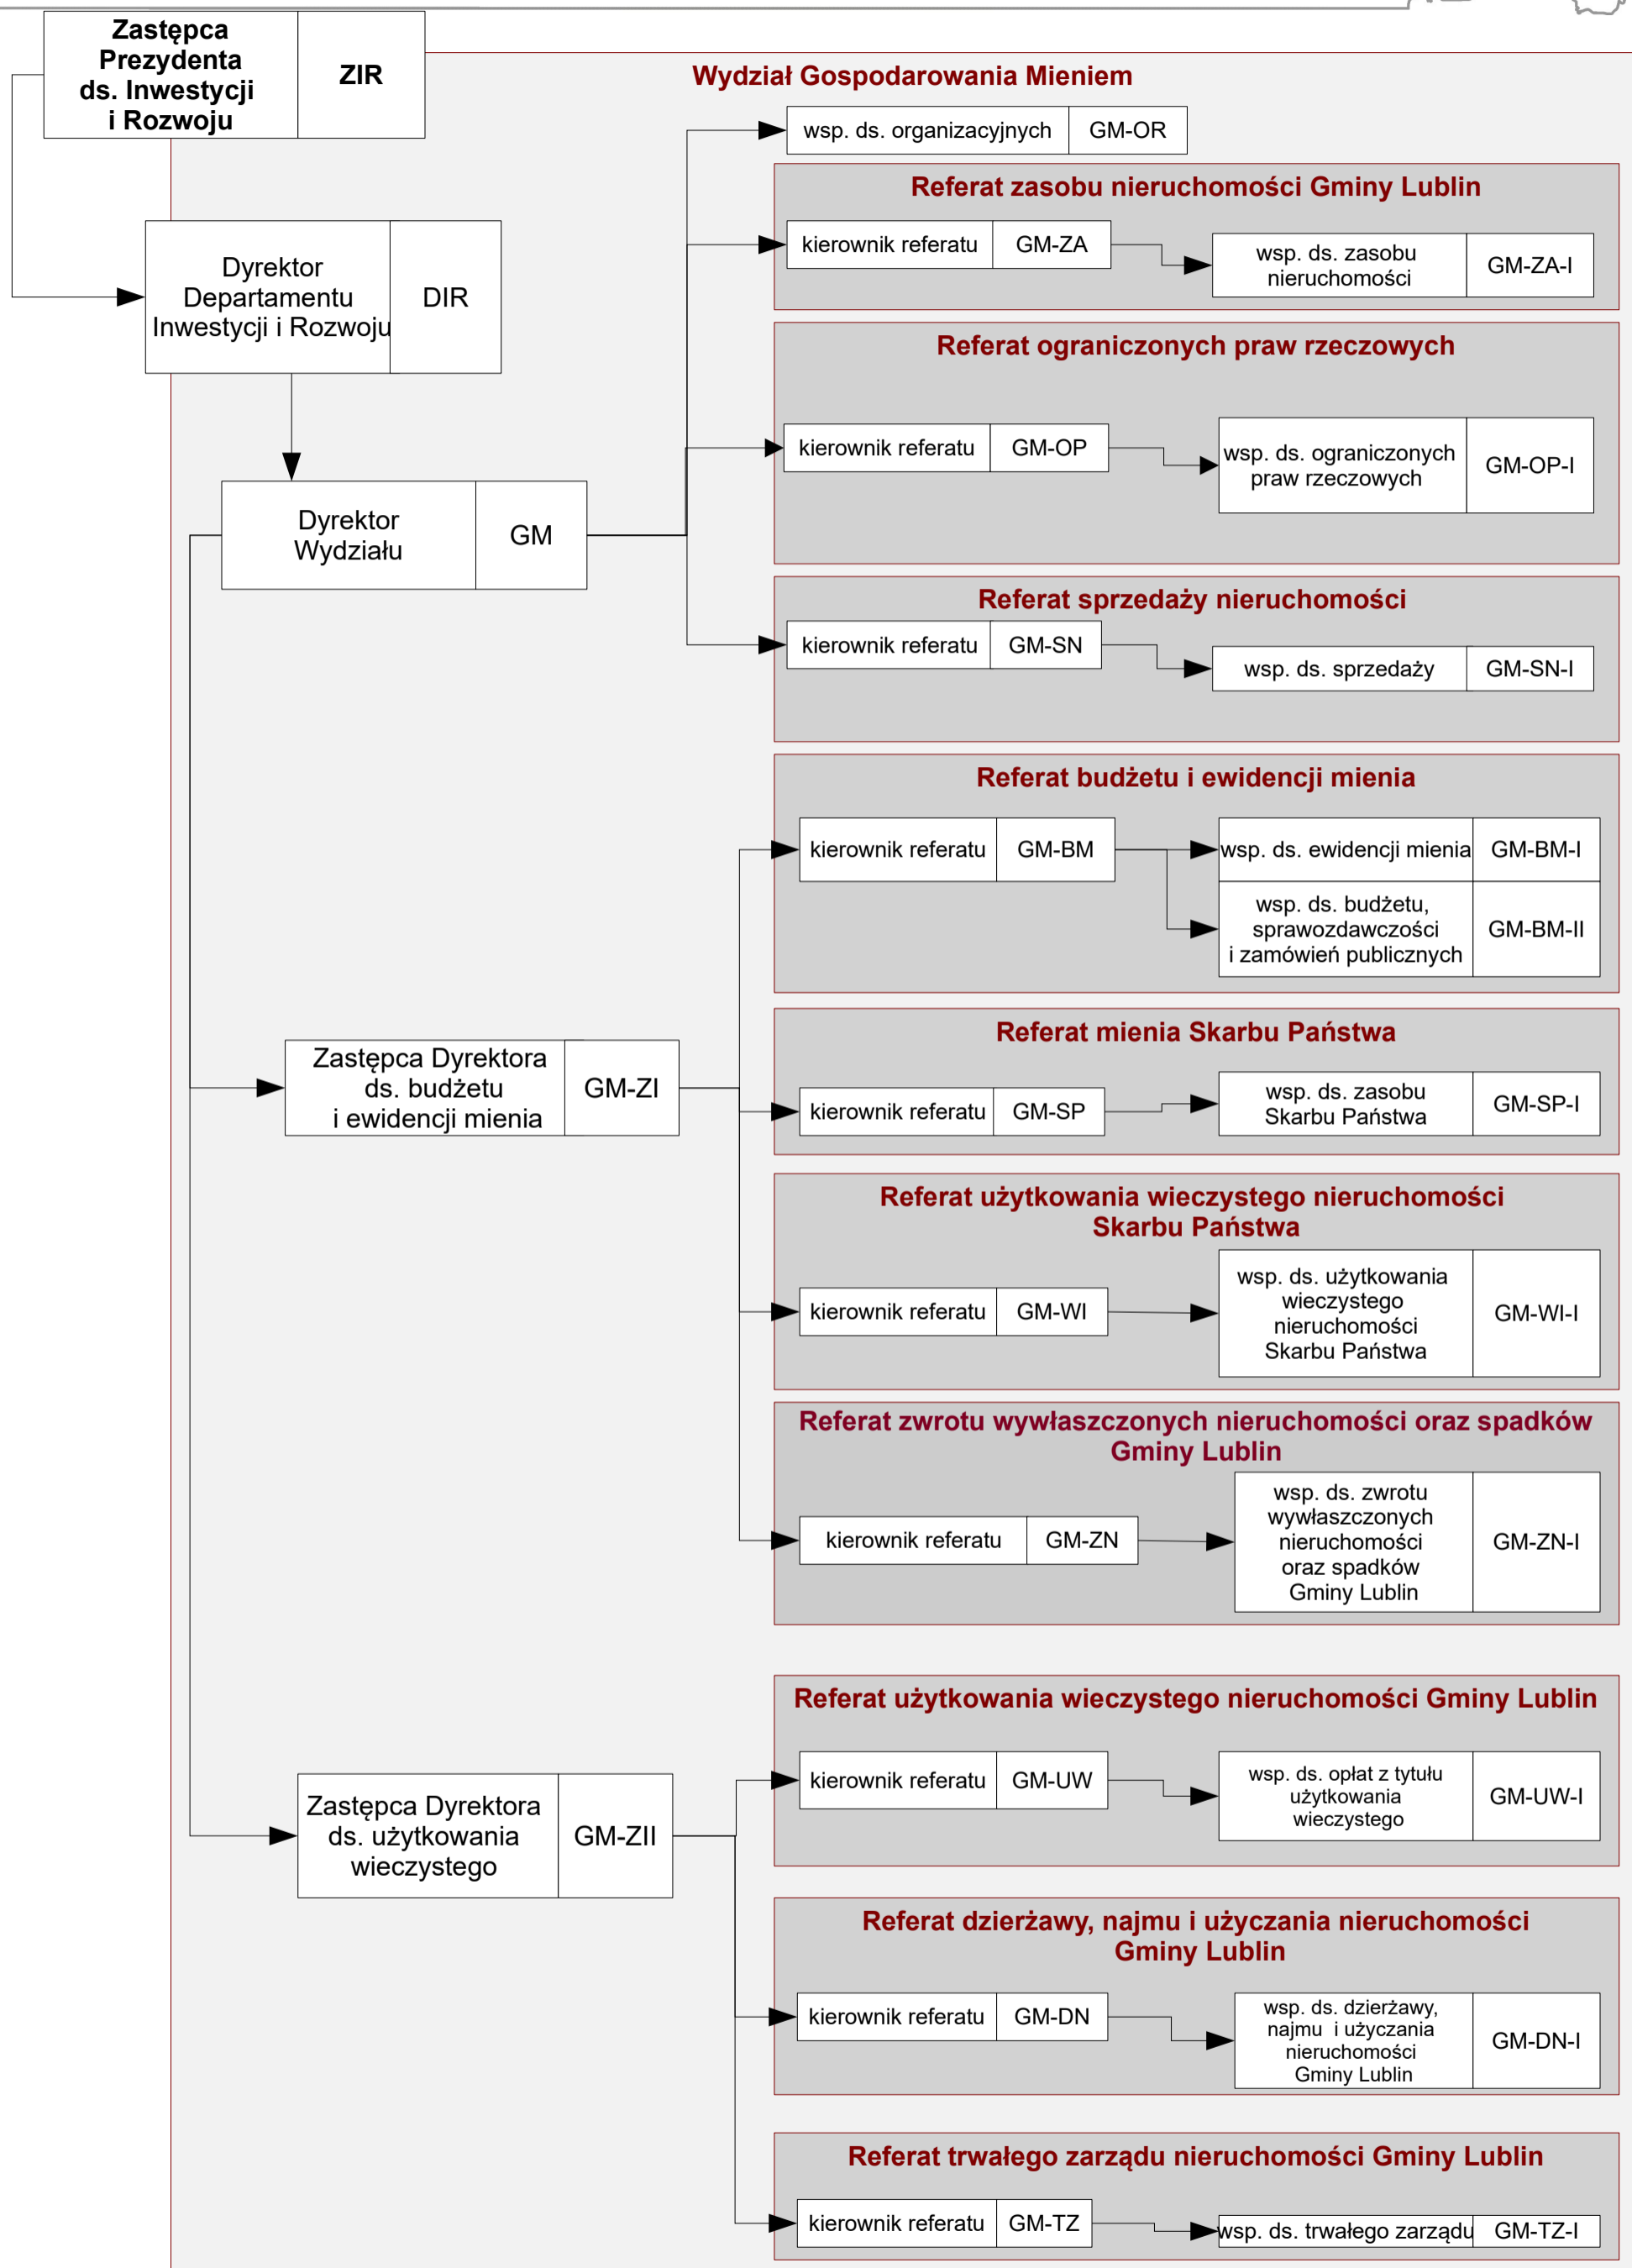 Zastępca
Prezydenta
ds. Inwestycji
i Rozwoju
ZIR
Wydział Gospodarowania Mieniem
wsp. ds. organizacyjnych
GM-OR
Referat zasobu nieruchomości Gminy Lublin
kierownik referatu
GM-ZA
wsp. ds. zasobu
nieruchomości
GM-ZA-I
Dyrektor
Departamentu
Inwestycji i Rozwoju
DIR
Referat ograniczonych praw rzeczowych
kierownik referatu
GM-OP
wsp. ds. ograniczonych
praw rzeczowych
GM-OP-I
Dyrektor
Wydziału
GM
Referat sprzedaży nieruchomości
kierownik referatu
GM-SN
wsp. ds. sprzedaży
GM-SN-I
Referat budżetu i ewidencji mienia
kierownik referatu
GM-BM
wsp. ds. ewidencji mienia
GM-BM-I
wsp. ds. budżetu,
sprawozdawczości
i zamówień publicznych
GM-BM-II
Zastępca Dyrektora
ds. budżetu
i ewidencji mienia
GM-ZI
Referat mienia Skarbu Państwa
kierownik referatu
GM-SP
wsp. ds. zasobu
Skarbu Państwa
GM-SP-I
Referat użytkowania wieczystego nieruchomości
Skarbu Państwa
kierownik referatu
GM-WI
wsp. ds. użytkowania
wieczystego
nieruchomości
Skarbu Państwa
GM-WI-I
Referat zwrotu wywłaszczonych nieruchomości oraz spadków
Gminy Lublin
kierownik referatu
GM-ZN
wsp. ds. zwrotu
wywłaszczonych
nieruchomości
oraz spadków
Gminy Lublin
GM-ZN-I
Zastępca Dyrektora
ds. użytkowania
wieczystego
GM-ZII
Referat użytkowania wieczystego nieruchomości Gminy Lublin
kierownik referatu
GM-UW
wsp. ds. opłat z tytułu
użytkowania
wieczystego
GM-UW-I
Referat dzierżawy, najmu i użyczania nieruchomości
Gminy Lublin
kierownik referatu
GM-DN
wsp. ds. dzierżawy,
najmu i użyczania
nieruchomości
Gminy Lublin
GM-DN-I
Referat trwałego zarządu nieruchomości Gminy Lublin
kierownik referatu
GM-TZ
wsp. ds. trwałego zarządu
GM-TZ-I